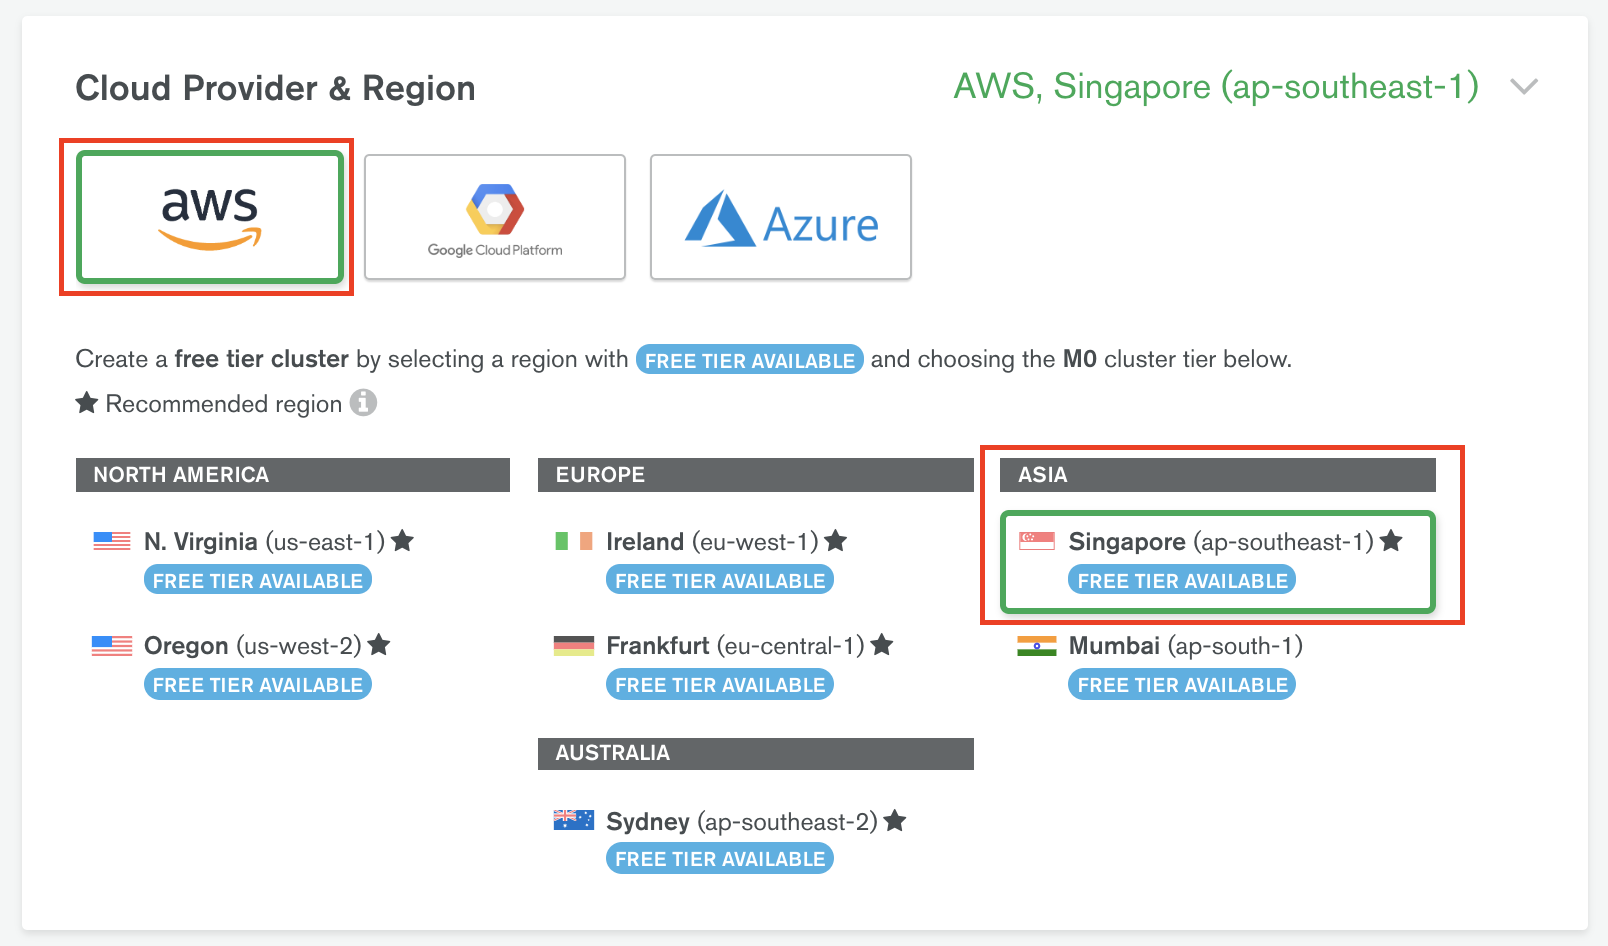 Cloud Provider & Region
AWS, Singapore (ap-southeast-1)
aws
Google Cloud Platform
Azure
Create a free tier cluster by selecting a region with FREE TIER AVAILABLE and choosing the M0 cluster tier below.
★ Recommended region i
NORTH AMERICA
N. Virginia (us-east-1) ★
FREE TIER AVAILABLE
Oregon (us-west-2) ★
FREE TIER AVAILABLE
EUROPE
Ireland (eu-west-1) ★
FREE TIER AVAILABLE
Frankfurt (eu-central-1) ★
FREE TIER AVAILABLE
AUSTRALIA
Sydney (ap-southeast-2) ★
FREE TIER AVAILABLE
ASIA
Singapore (ap-southeast-1) ★
FREE TIER AVAILABLE
Mumbai (ap-south-1)
FREE TIER AVAILABLE